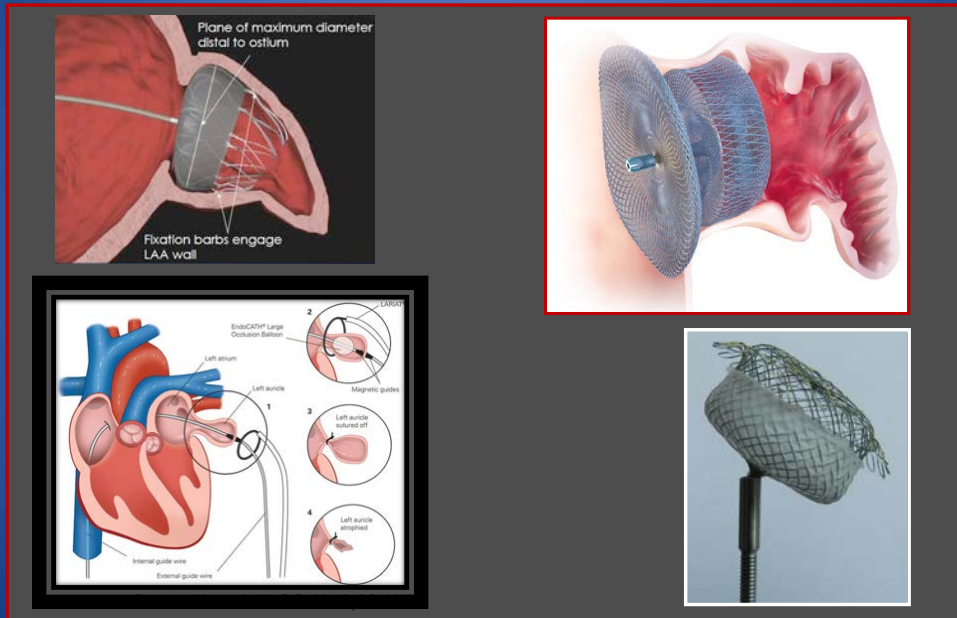 Plane of maximum diameter
distal to ostium
Fixation barbs engage
LAA wall
LARIAT®
2
EndoCATH® Large
Occlusion Balloon
Left atrium
Magnetic guides
Left auricle
1
3
Left auricle
sutured off
4
Left auricle
atrophied
Internal guide wire
External guide wire